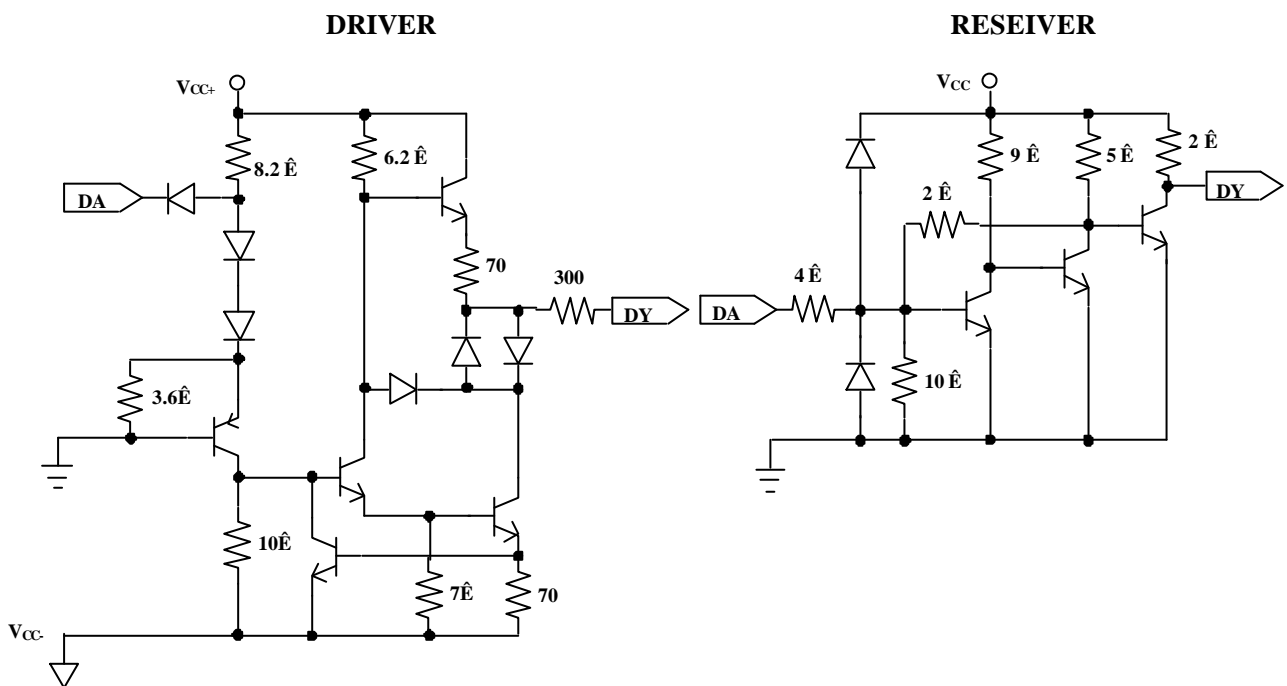 DRIVER
RESEIVER
VCC+
8.2 Ê
6.2 Ê
DA
70
300
DY
3.6Ê
10Ê
7Ê
70
VCC-
VCC
9 Ê
5 Ê
2 Ê
DY
2 Ê
4 Ê
DA
10 Ê